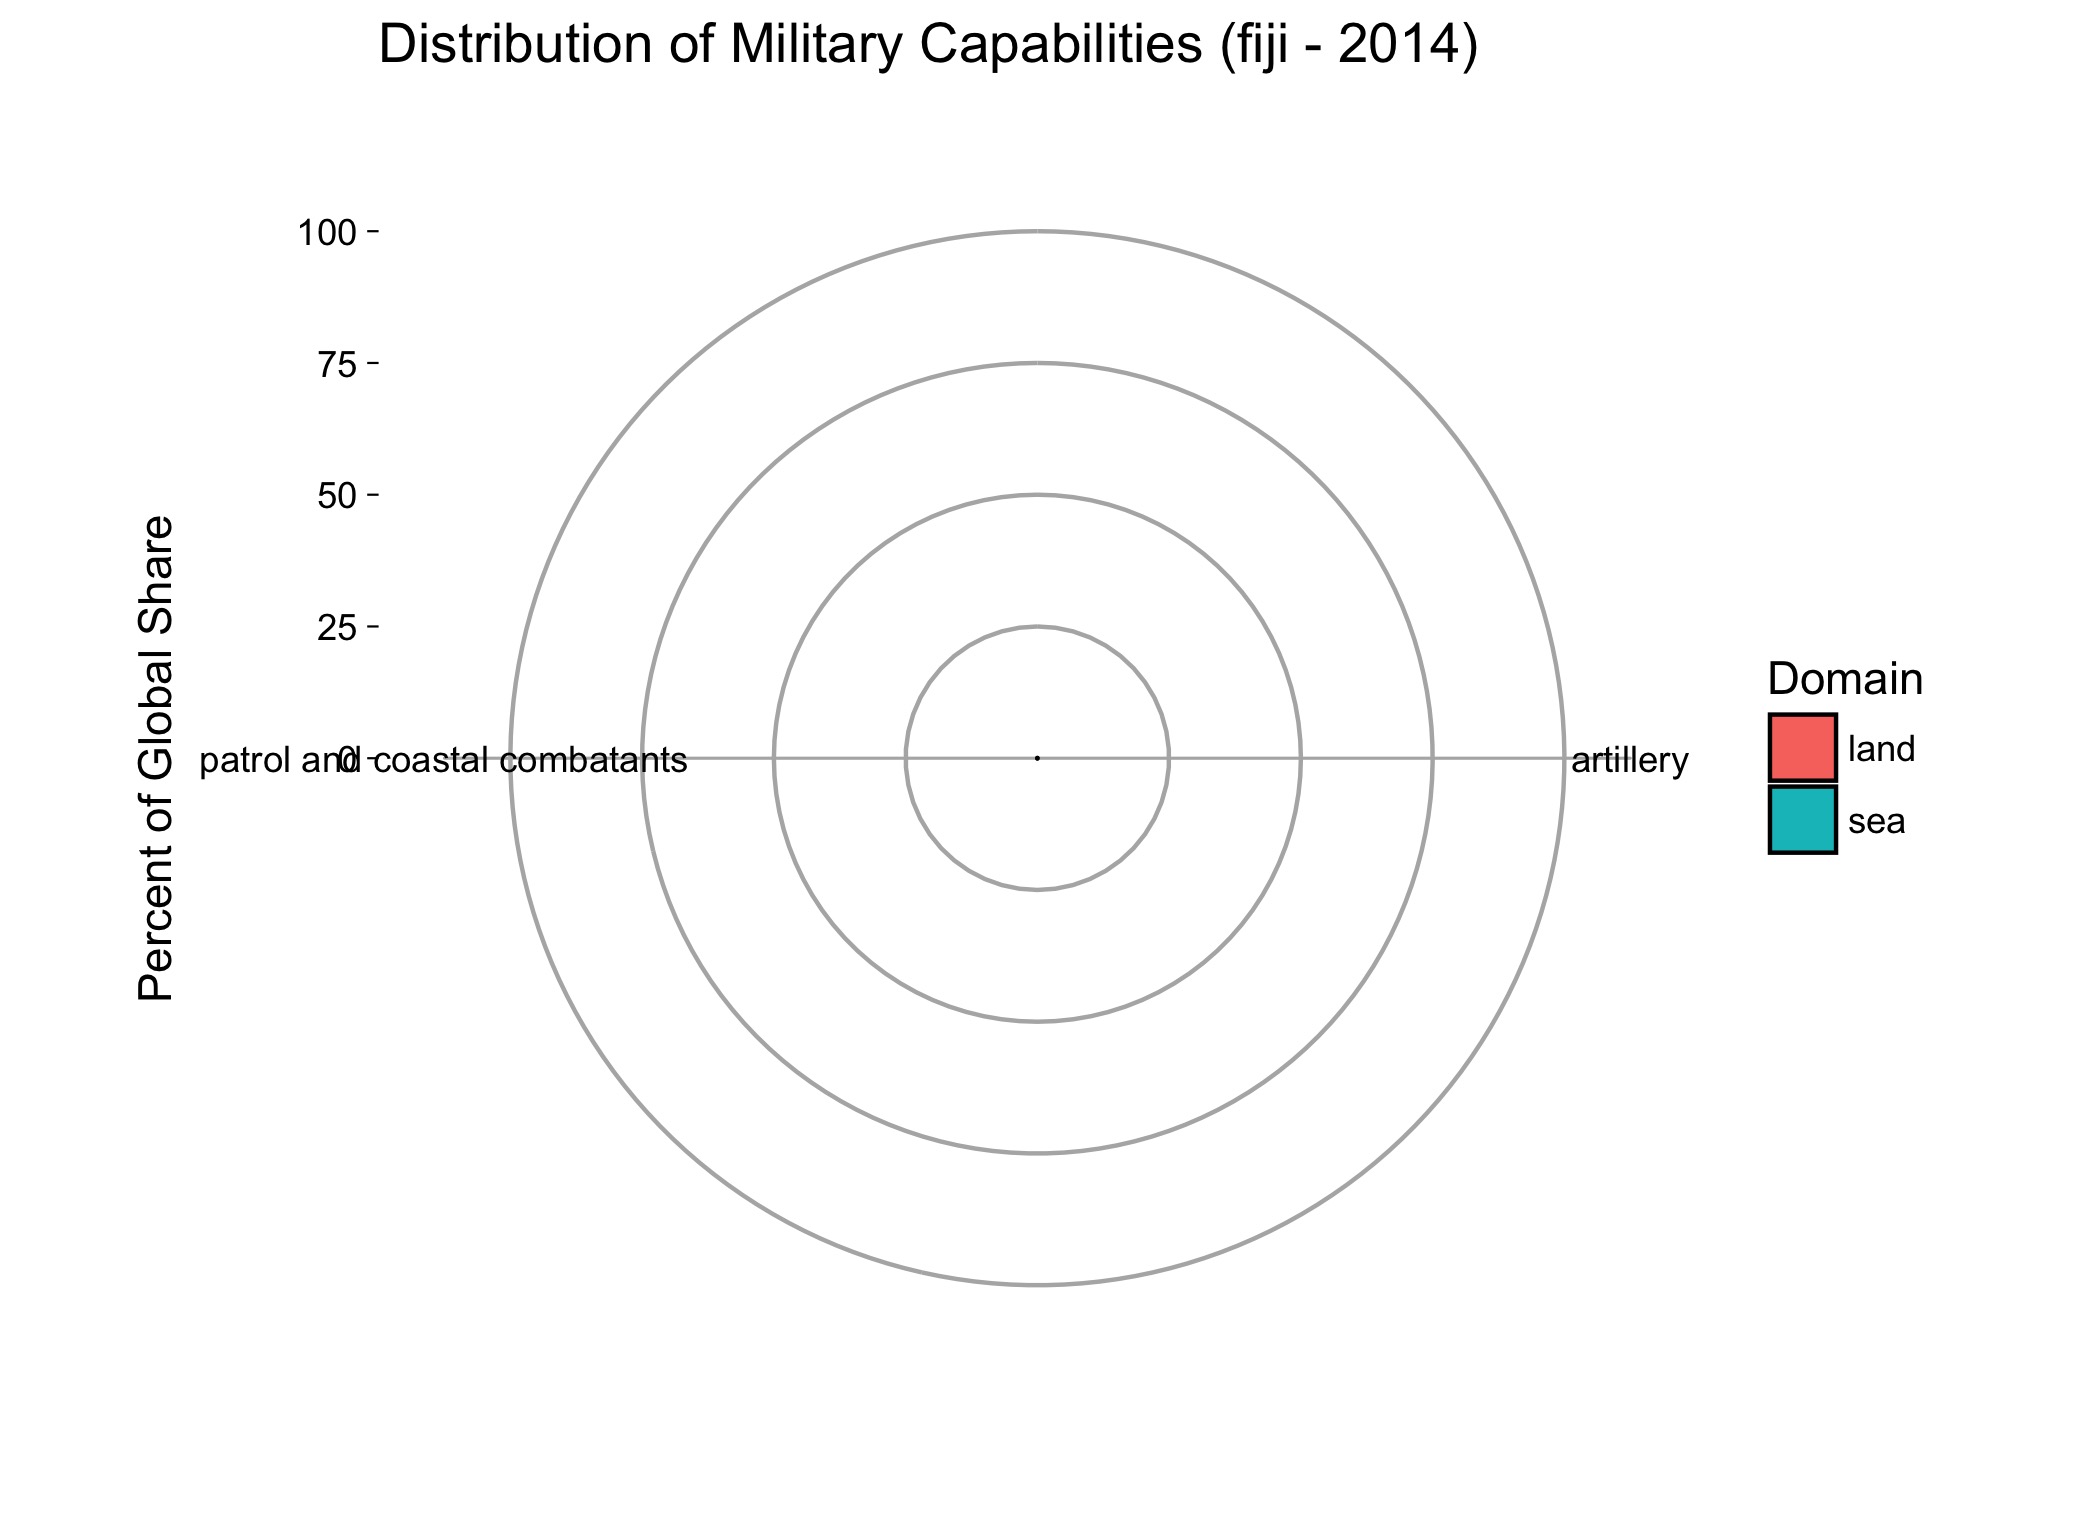 Distribution of Military Capabilities (fiji - 2014)
100
75
50
25
0
Percent of Global Share
patrol and coastal combatants
artillery
Domain
land
sea